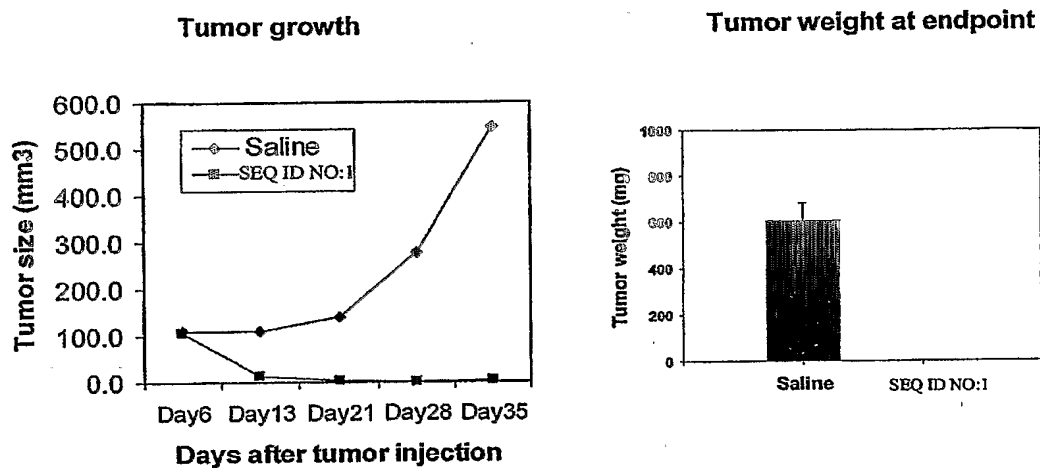 Tumor growth
600.0
500.0
400.0
300.0
200.0
100.0
0.0
Tumor size (mm3)
Saline
SEQ ID NO:1
Day6 Day13 Day21 Day28 Day35
Days after tumor injection
Tumor weight at endpoint
1000
800
600
400
200
0
Tumor weight (mg)
Saline SEQ ID NO:1